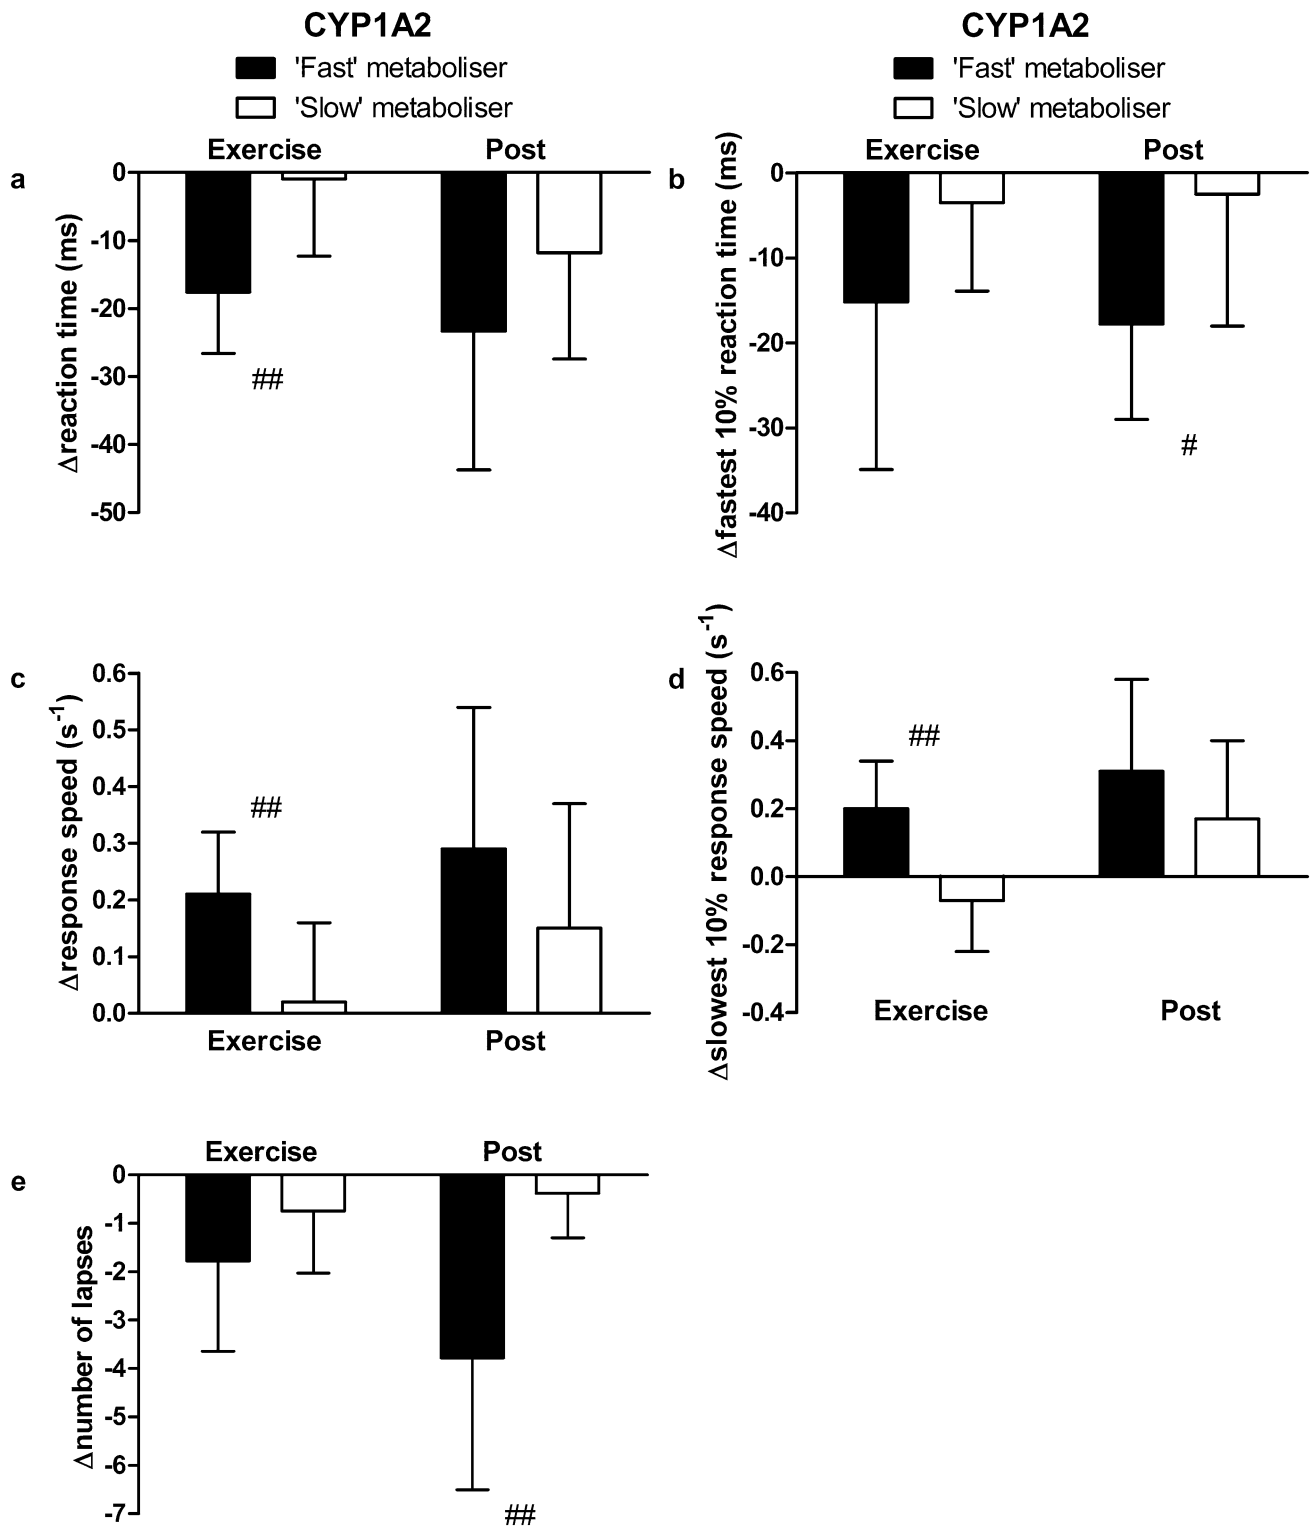 CYP1A2
'Fast' metaboliser
'Slow' metaboliser
a
Exercise
Post
Δreaction time (ms)
0
-10
-20
-30
-40
-50
##
CYP1A2
'Fast' metaboliser
'Slow' metaboliser
b
Exercise
Post
Δfastest 10% reaction time (ms)
0
-10
-20
-30
-40
#
c
Δresponse speed (s-1)
0.6
0.5
0.4
0.3
0.2
0.1
0.0
##
Exercise
Post
d
Δslowest 10% response speed (s-1)
0.6
0.4
0.2
0.0
-0.2
-0.4
##
Exercise
Post
e
Exercise
Post
Δnumber of lapses
0
-1
-2
-3
-4
-5
-6
-7
##